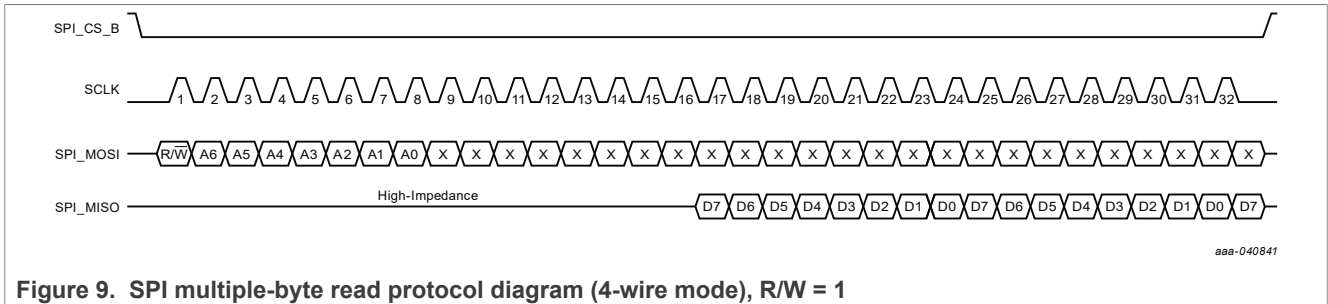 SPI_CS_B
SCLK 1 2 3 4 5 6 7 8 9 10 11 12 13 14 15 16 17 18 19 20 21 22 23 24 25 26 27 28 29 30 31 32
SPI_MOSI R/W̅ A6 A5 A4 A3 A2 A1 A0 X X X X X X X X X X X X X X X X X X X X X X X X X
SPI_MISO High-Impedance D7 D6 D5 D4 D3 D2 D1 D0 D7 D6 D5 D4 D3 D2 D1 D0 D7
aaa-040841
Figure 9. SPI multiple-byte read protocol diagram (4-wire mode), R/W = 1